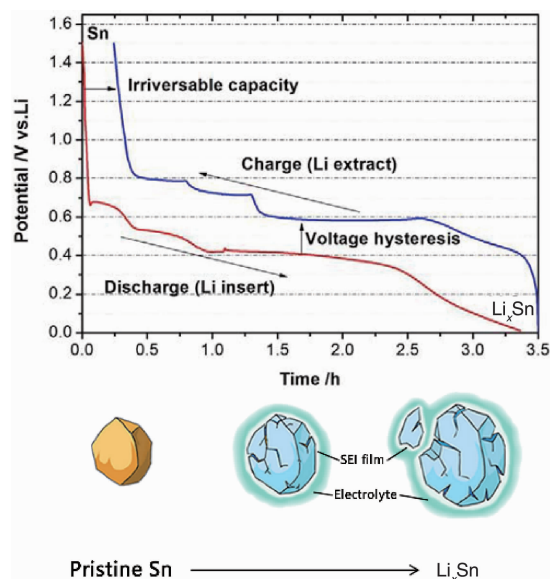 Potential /V vs.Li
1.6
1.4
1.2
1.0
0.8
0.6
0.4
0.2
0.0
Sn
Irriversable capacity
Charge (Li extract)
Voltage hysteresis
Discharge (Li insert)
LiₓSn
0.0 0.5 1.0 1.5 2.0 2.5 3.0 3.5
Time /h
SEI film
Electrolyte
Pristine Sn LiₓSn